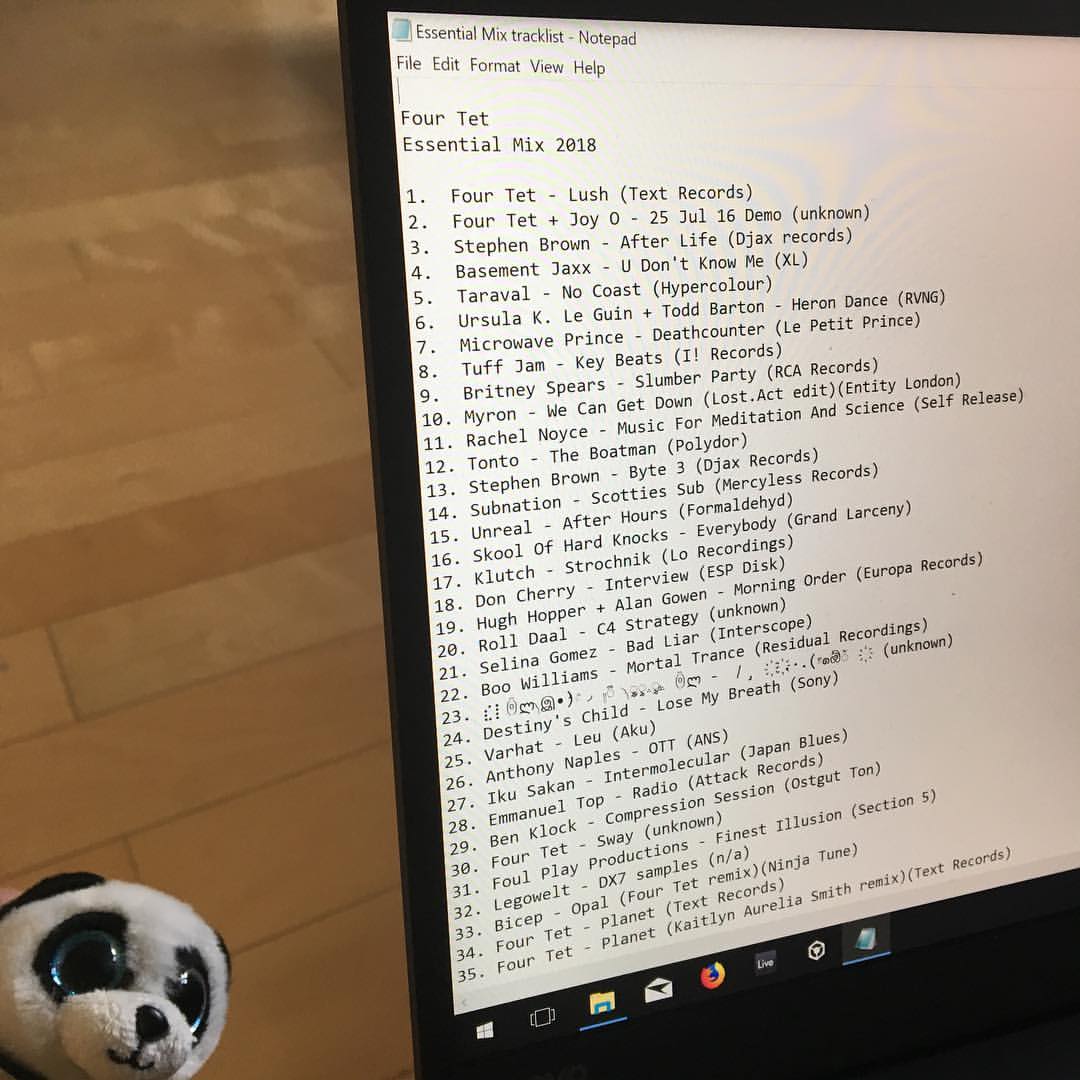 Essential Mix tracklist - Notepad
File Edit Format View Help
Four Tet
Essential Mix 2018
1. Four Tet - Lush (Text Records)
2. Four Tet + Joy O - 25 Jul 16 Demo (unknown)
3. Stephen Brown - After Life (Djax records)
4. Basement Jaxx - U Don't Know Me (XL)
5. Taraval - No Coast (Hypercolour)
6. Ursula K. Le Guin + Todd Barton - Heron Dance (RVNG)
7. Microwave Prince - Deathcounter (Le Petit Prince)
8. Tuff Jam - Key Beats (I! Records)
9. Britney Spears - Slumber Party (RCA Records)
10. Myron - We Can Get Down (Lost.Act edit)(Entity London)
11. Rachel Noyce - Music For Meditation And Science (Self Release)
12. Tonto - The Boatman (Polydor)
13. Stephen Brown - Byte 3 (Djax Records)
14. Subnation - Scotties Sub (Mercyless Records)
15. Unreal - After Hours (Formaldehyd)
16. Skool Of Hard Knocks - Everybody (Grand Larceny)
17. Klutch - Strochnik (Lo Recordings)
18. Don Cherry - Interview (ESP Disk)
19. Hugh Hopper + Alan Gowen - Morning Order (Europa Records)
20. Roll Daal - C4 Strategy (unknown)
21. Selina Gomez - Bad Liar (Interscope)
22. Boo Williams - Mortal Trance (Residual Recordings)
23. (unknown)
24. Destiny's Child - Lose My Breath (Sony)
25. Varhat - Leu (Aku)
26. Anthony Naples - OTT (ANS)
27. Iku Sakan - Intermolecular (Japan Blues)
28. Emmanuel Top - Radio (Attack Records)
29. Ben Klock - Compression Session (Ostgut Ton)
30. Four Tet - Sway (unknown)
31. Foul Play Productions - Finest Illusion (Section 5)
32. Legowelt - DX7 samples (n/a)
33. Bicep - Opal (Four Tet remix)(Ninja Tune)
34. Four Tet - Planet (Text Records)
35. Four Tet - Planet (Kaitlyn Aurelia Smith remix)(Text Records)
Live